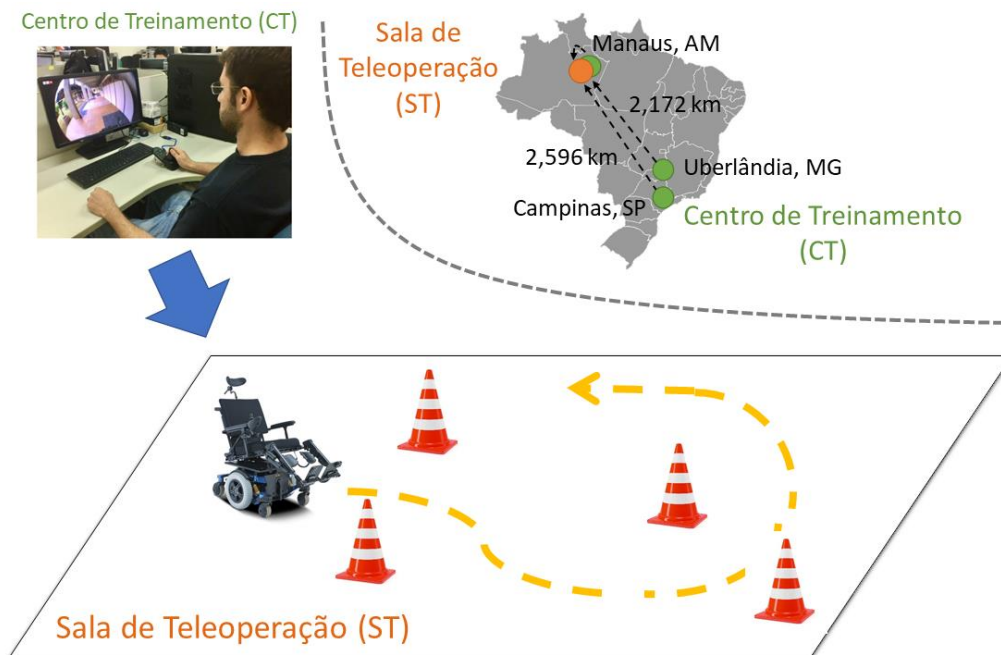 Centro de Treinamento (CT)
Sala de
Teleoperação
(ST)
Manaus, AM
2,172 km
2,596 km
Uberlândia, MG
Campinas, SP
Centro de Treinamento
(CT)
Sala de Teleoperação (ST)